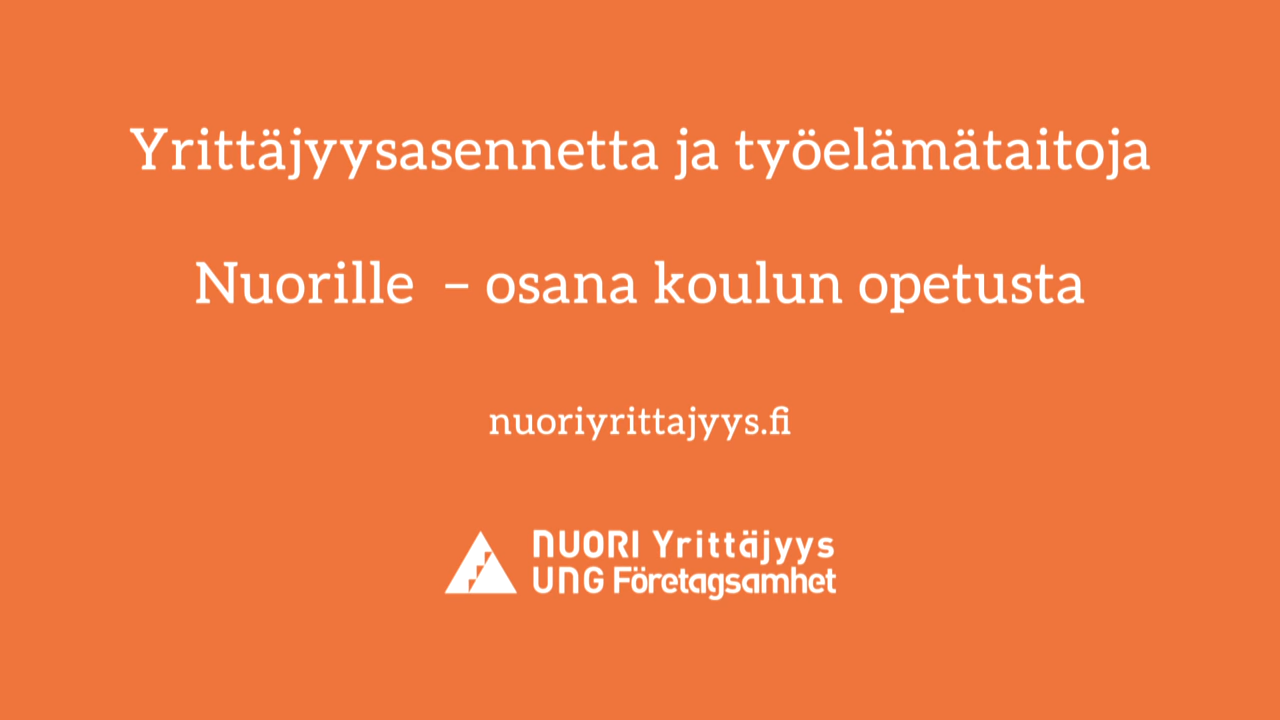 Yrittäjyysasennetta ja työelämätaitoja
Nuorille – osana koulun opetusta
nuoriyrittajyys.fi
NUORI Yrittäjyys
UNG Företagsamhet